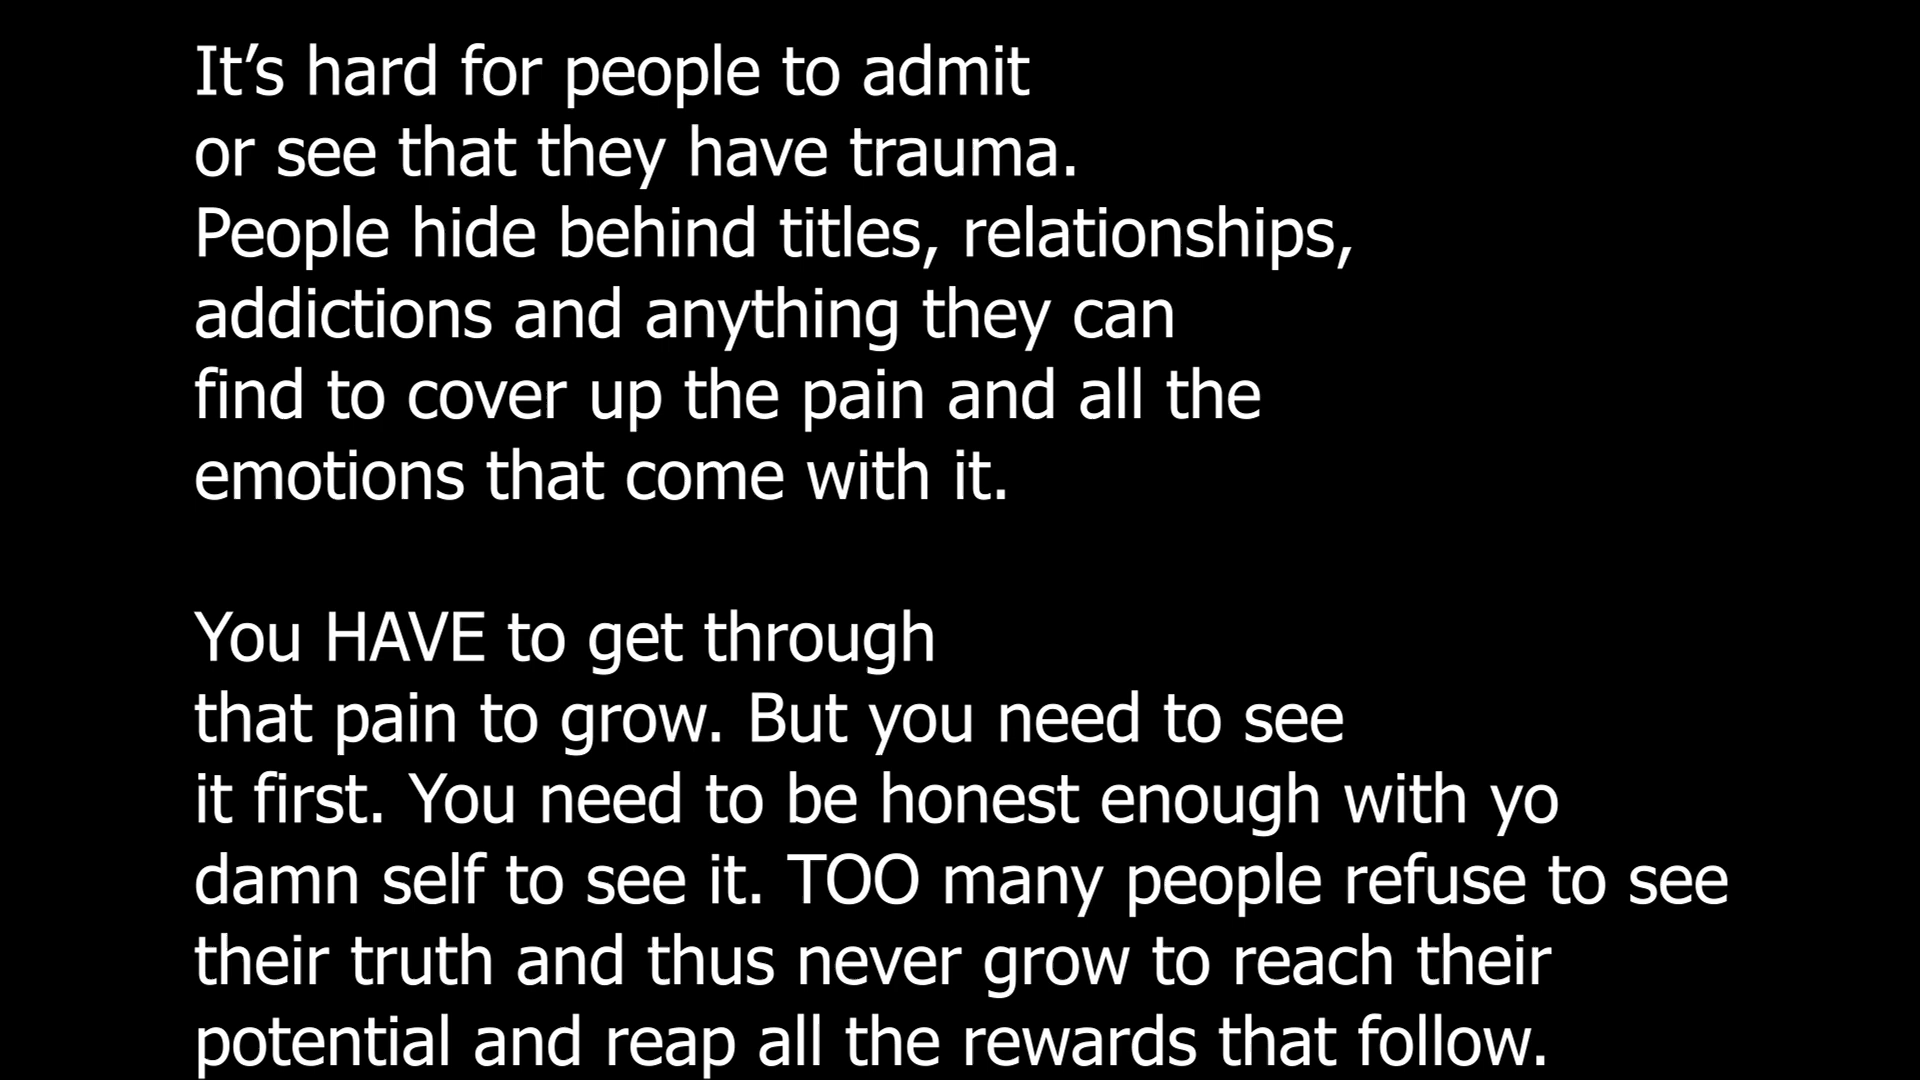 It’s hard for people to admit
or see that they have trauma.
People hide behind titles, relationships,
addictions and anything they can
find to cover up the pain and all the
emotions that come with it.
You HAVE to get through
that pain to grow. But you need to see
it first. You need to be honest enough with yo
damn self to see it. TOO many people refuse to see
their truth and thus never grow to reach their
potential and reap all the rewards that follow.